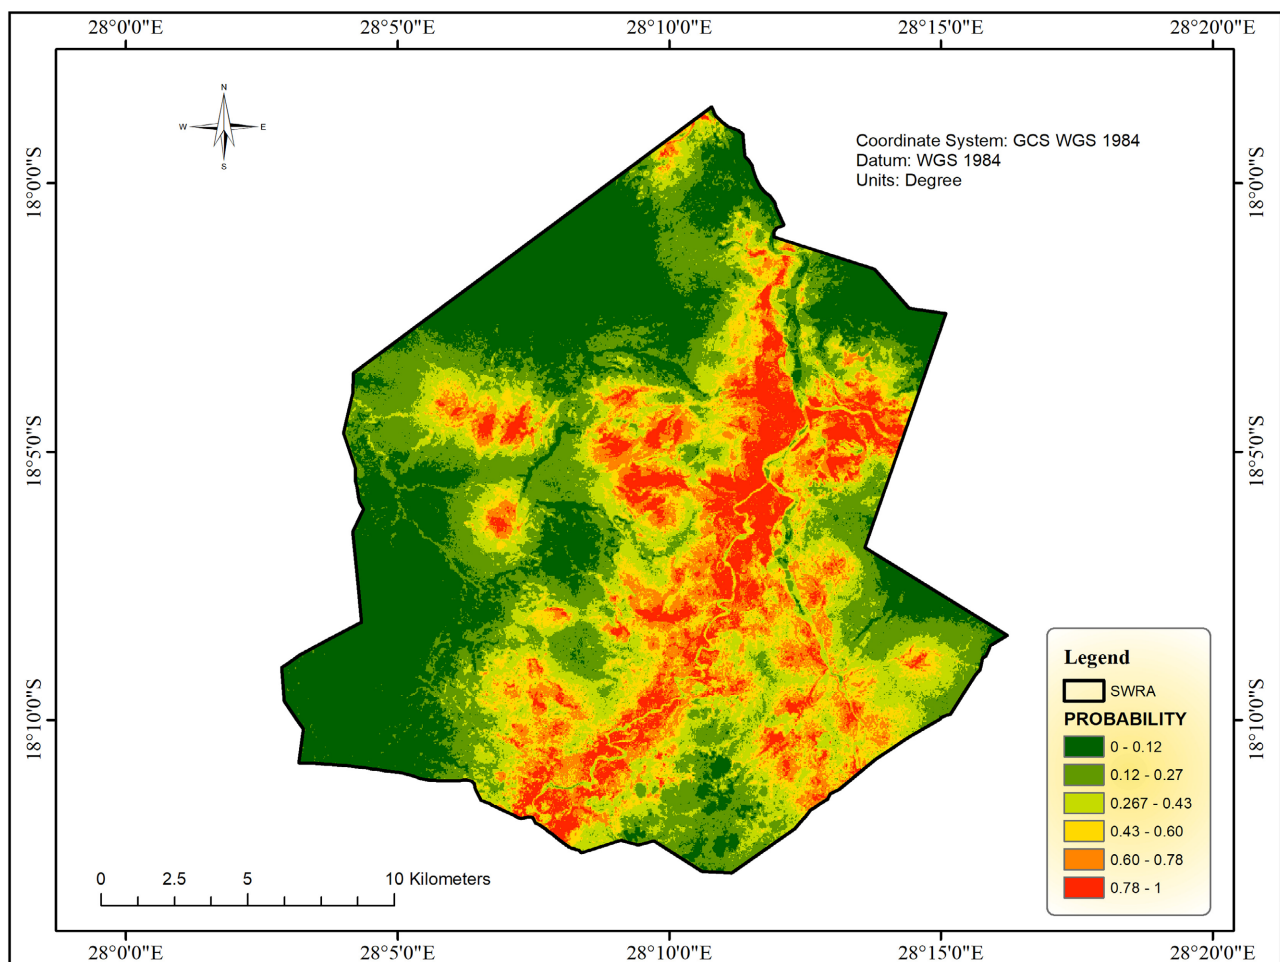 28°0'0"E 28°5'0"E 28°10'0"E 28°15'0"E 28°20'0"E
N
W E
S
Coordinate System: GCS WGS 1984
Datum: WGS 1984
Units: Degree
18°0'0"S 18°0'0"S
18°5'0"S 18°5'0"S
18°10'0"S 18°10'0"S
Legend
SWRA
PROBABILITY
0 - 0.12
0.12 - 0.27
0.267 - 0.43
0.43 - 0.60
0.60 - 0.78
0.78 - 1
0 2.5 5 10 Kilometers
28°0'0"E 28°5'0"E 28°10'0"E 28°15'0"E 28°20'0"E